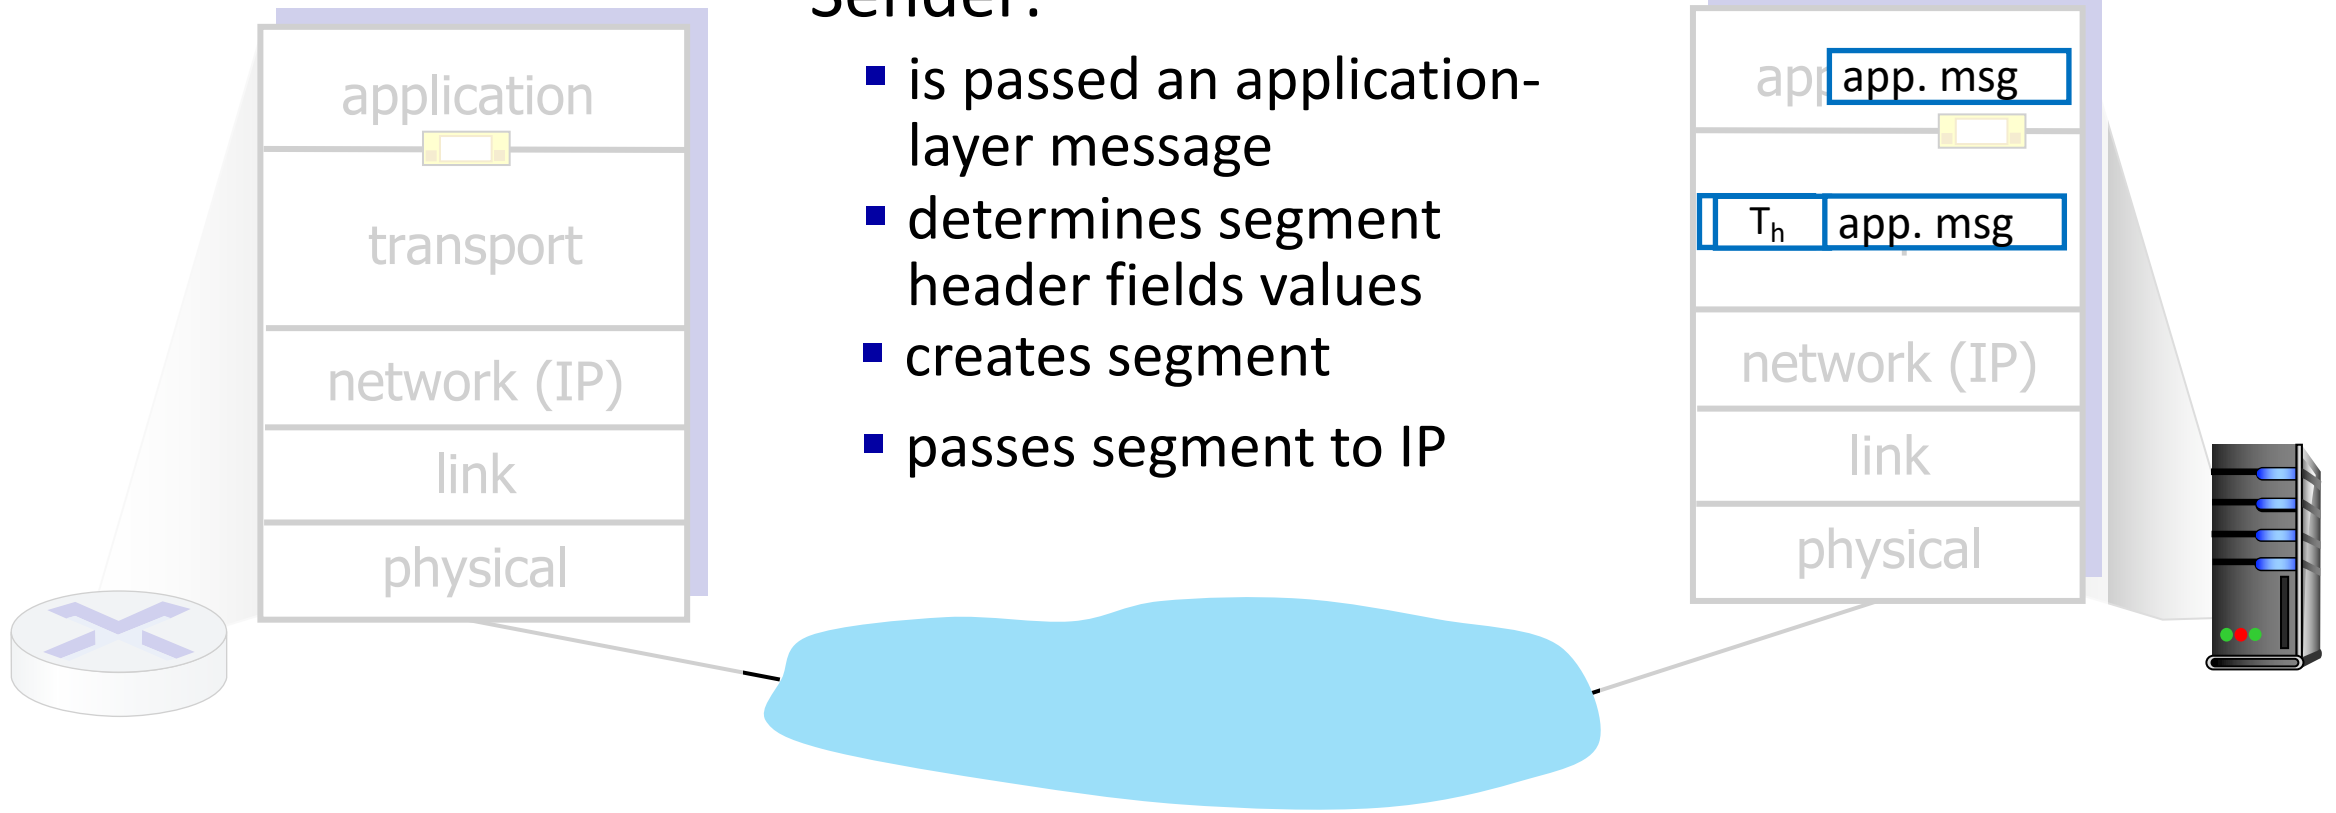 application
transport
network (IP)
link
physical
Sender:
is passed an application-
layer message
determines segment
header fields values
creates segment
passes segment to IP
app. msg
Th app. msg
network (IP)
link
physical